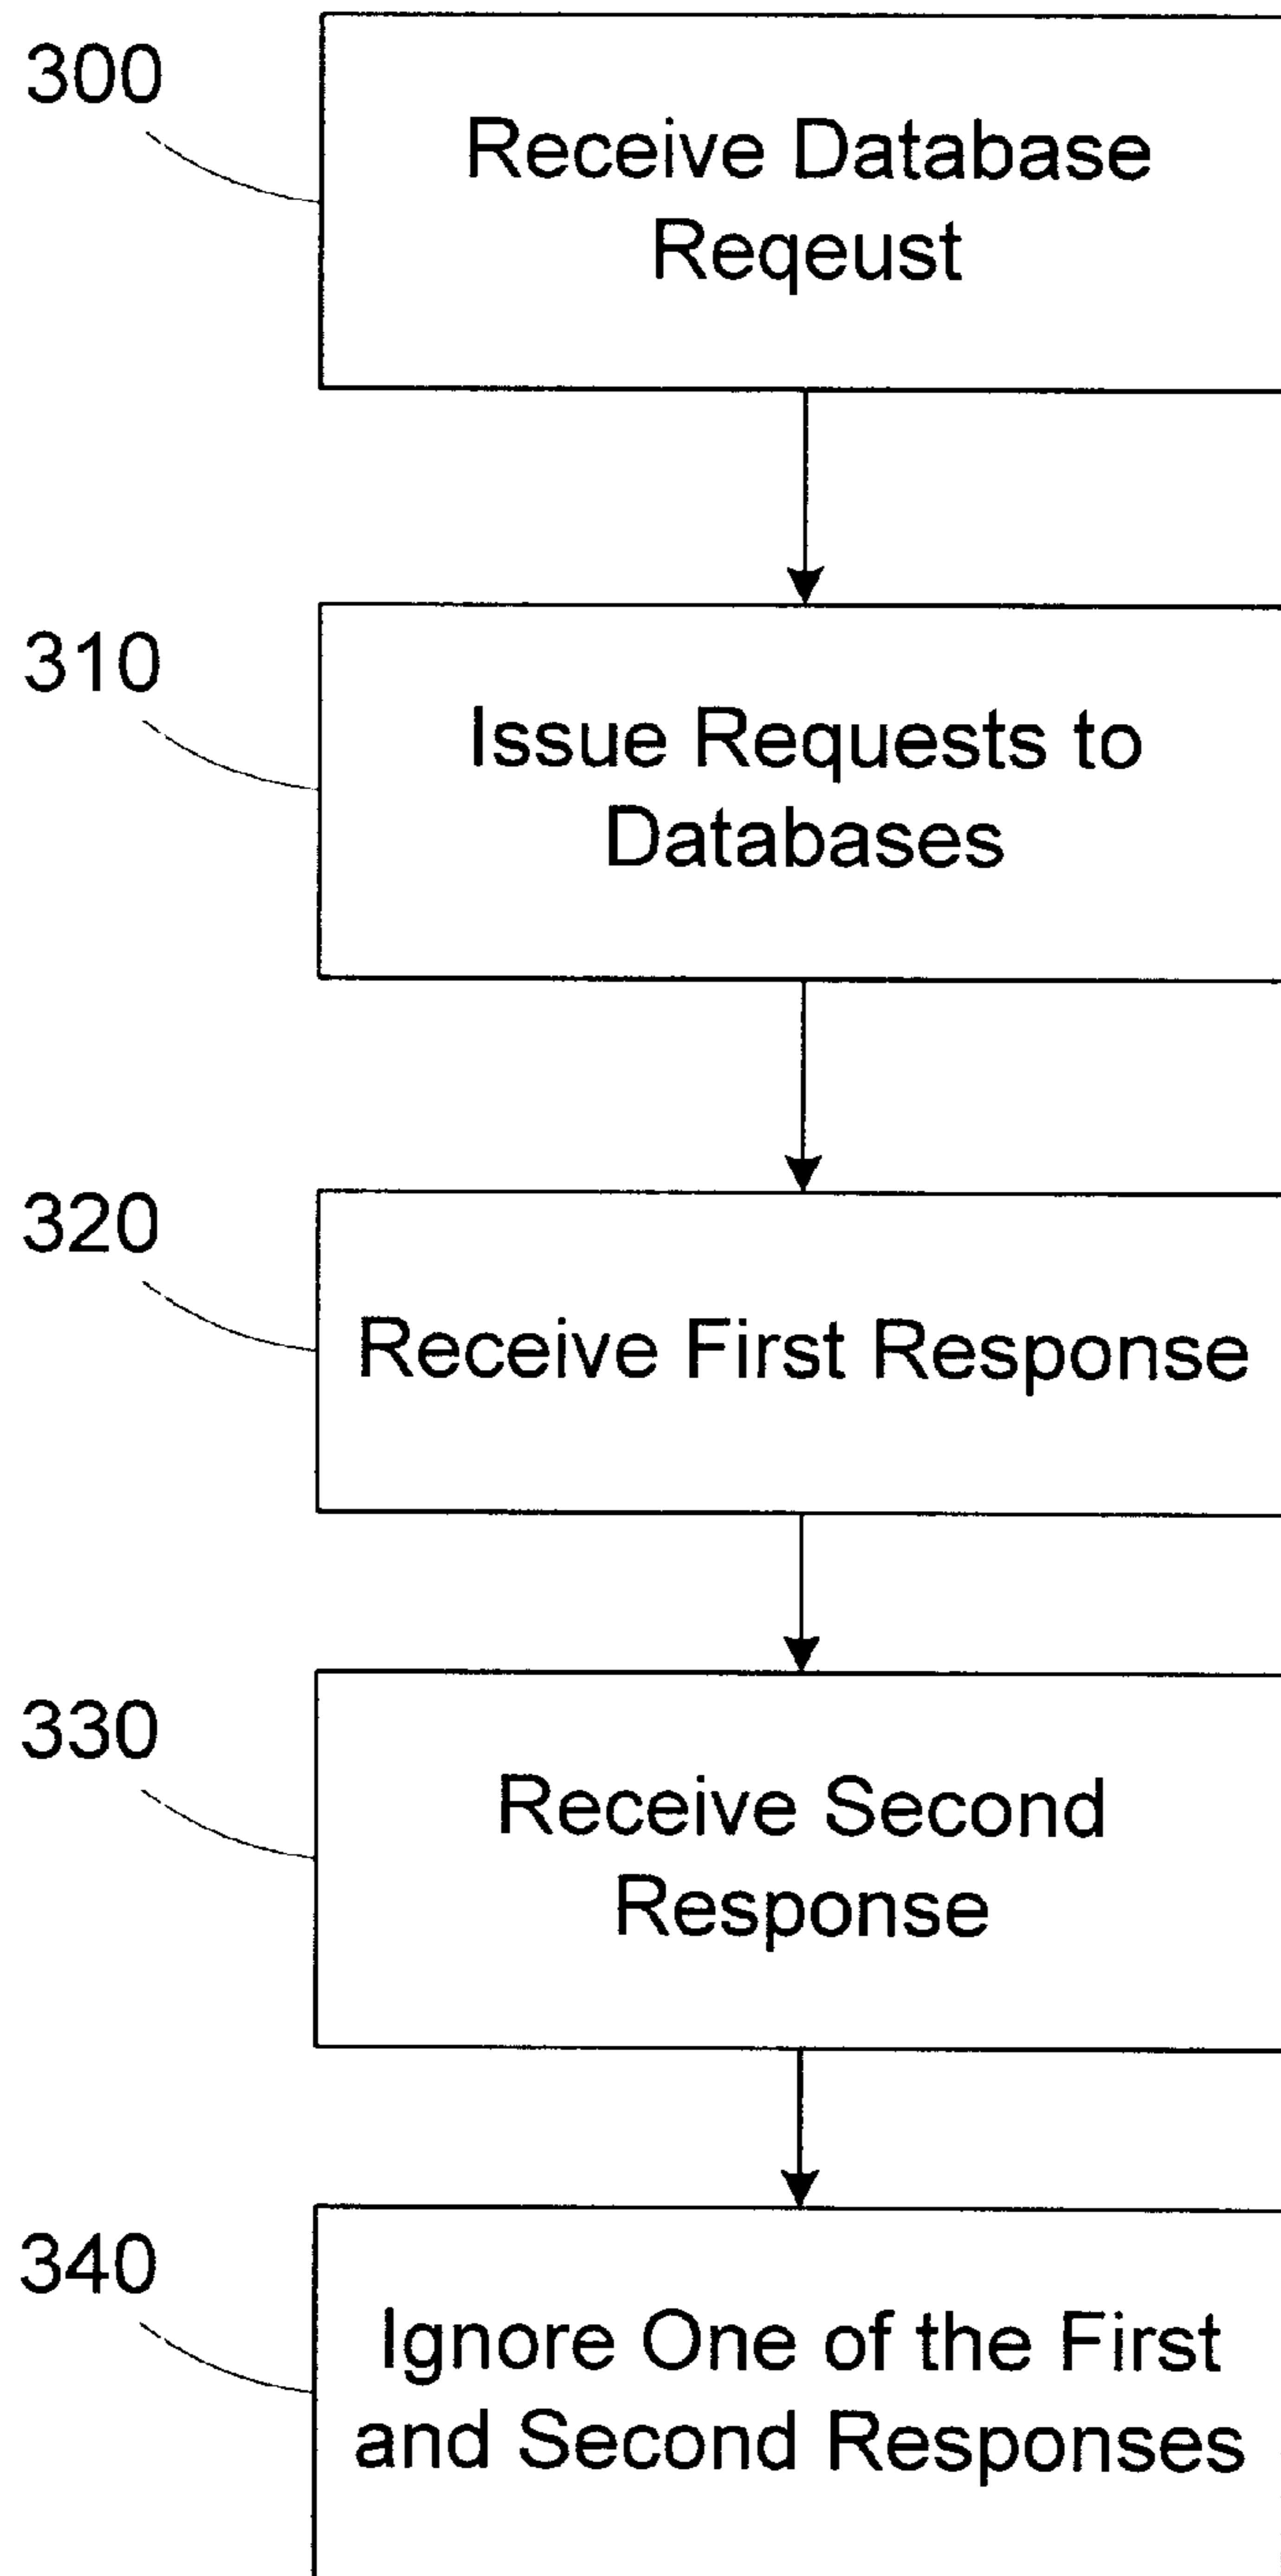 300
Receive Database
Reqeust
310
Issue Requests to
Databases
320
Receive First Response
330
Receive Second
Response
340
Ignore One of the First
and Second Responses